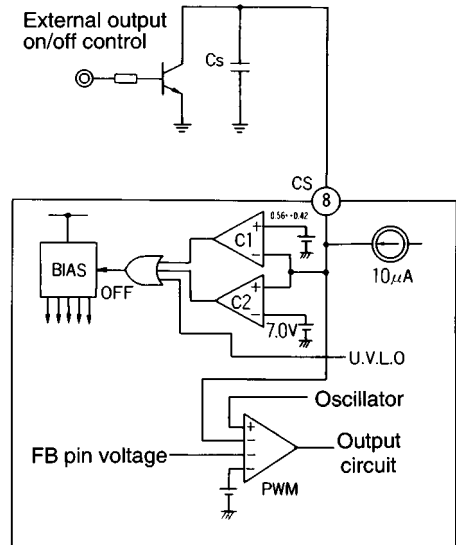 External output
on/off control
Cs
CS
8
0.56↔0.42
C1
10μA
BIAS
OFF
C2
7.0V
U.V.L.O
Oscillator
FB pin voltage
Output
circuit
PWM
+
−
+
−
+
−
−
−